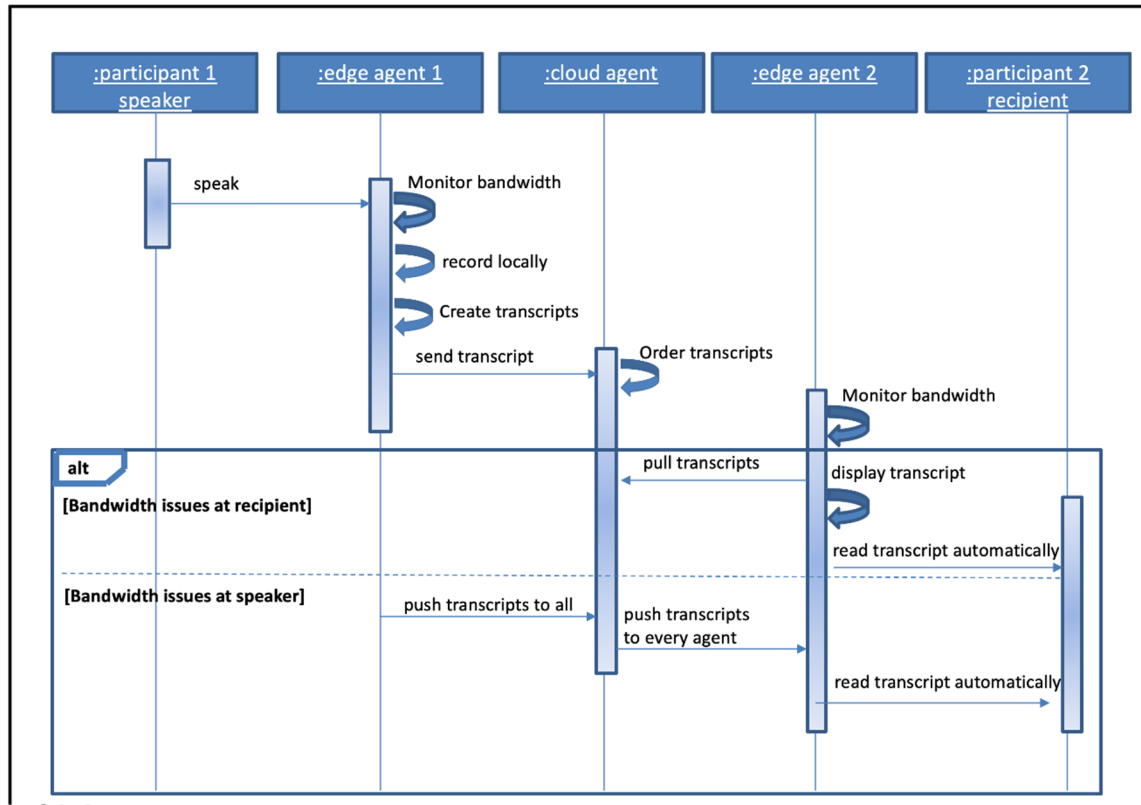 :participant 1
speaker
:edge agent 1
:cloud agent
:edge agent 2
:participant 2
recipient
speak
Monitor bandwidth
record locally
Create transcripts
send transcript
Order transcripts
Monitor bandwidth
alt
pull transcripts
display transcript
[Bandwidth issues at recipient]
read transcript automatically
[Bandwidth issues at speaker]
push transcripts to all
push transcripts
to every agent
read transcript automatically